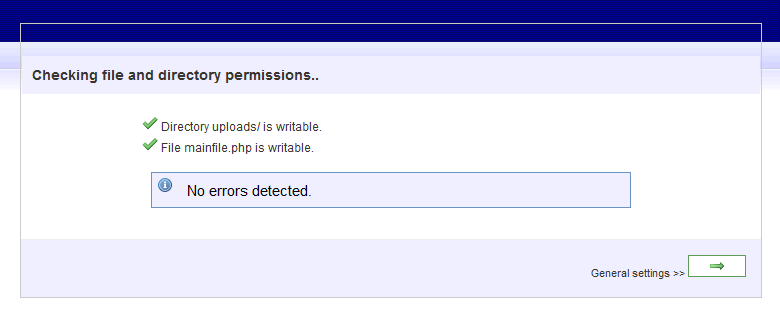 Checking file and directory permissions..
Directory uploads/ is writable.
File mainfile.php is writable.
No errors detected.
General settings >>